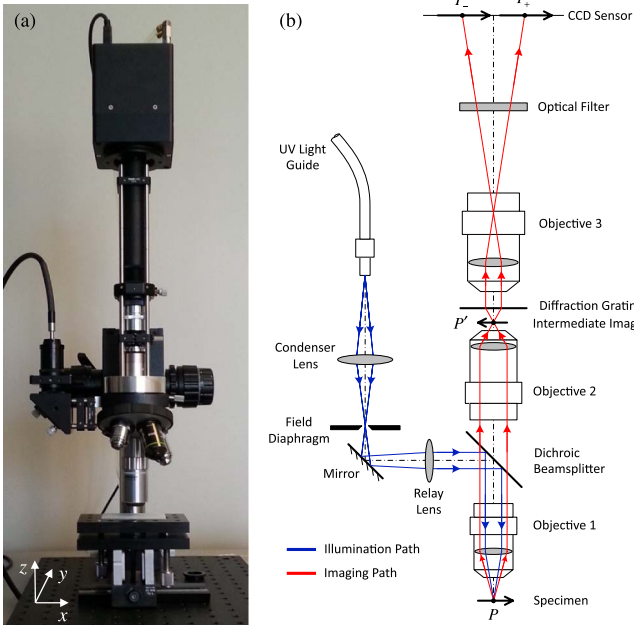 (a)
(b)
P₋
P₊
CCD Sensor
Optical Filter
UV Light
Guide
Objective 3
Diffraction Gratin
P′
Intermediate Imag
Condenser
Lens
Objective 2
Field
Diaphragm
Mirror
Dichroic
Beamsplitter
Relay
Lens
Objective 1
Illumination Path
Imaging Path
Specimen
P
z
y
x